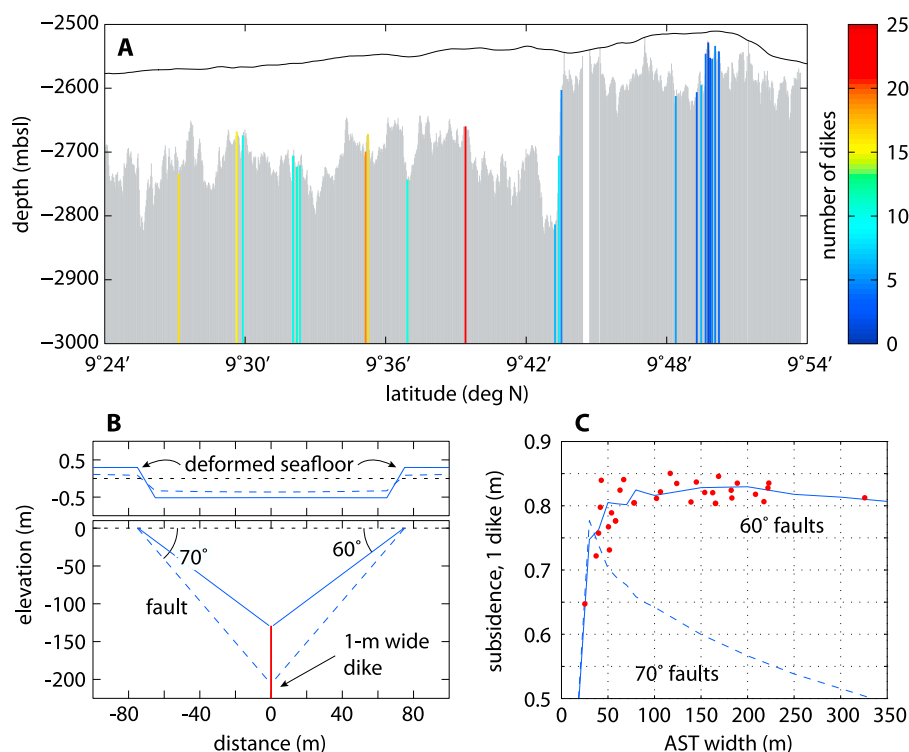 A
depth (mbsl)
−2500
−2600
−2700
−2800
−2900
−3000
9˚24'
9˚30'
9˚36'
9˚42'
9˚48'
9˚54'
latitude (deg N)
number of dikes
25
20
15
10
5
0
B
elevation (m)
0.5
−0.5
deformed seafloor
0
−50
−100
−150
−200
70˚
60˚
fault
1-m wide
dike
−80
−40
0
40
80
distance (m)
C
subsidence, 1 dike (m)
0.9
0.8
0.7
0.6
0.5
60˚ faults
70˚ faults
0
50
100
150
200
250
300
350
AST width (m)